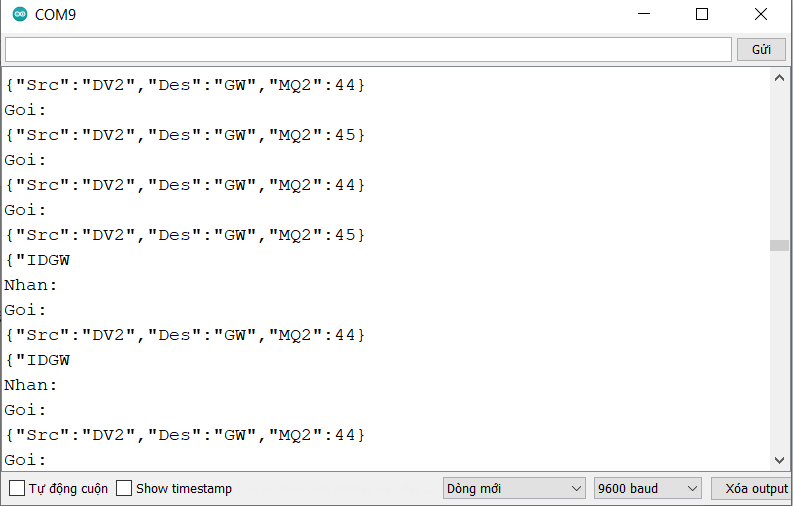 COM9
Gửi
{"Src":"DV2","Des":"GW","MQ2":44}
Goi:
{"Src":"DV2","Des":"GW","MQ2":45}
Goi:
{"Src":"DV2","Des":"GW","MQ2":44}
Goi:
{"Src":"DV2","Des":"GW","MQ2":45}
{"IDGW
Nhan:
Goi:
{"Src":"DV2","Des":"GW","MQ2":44}
{"IDGW
Nhan:
Goi:
{"Src":"DV2","Des":"GW","MQ2":44}
Goi:
Tự động cuộn Show timestamp Dòng mới 9600 baud Xóa output